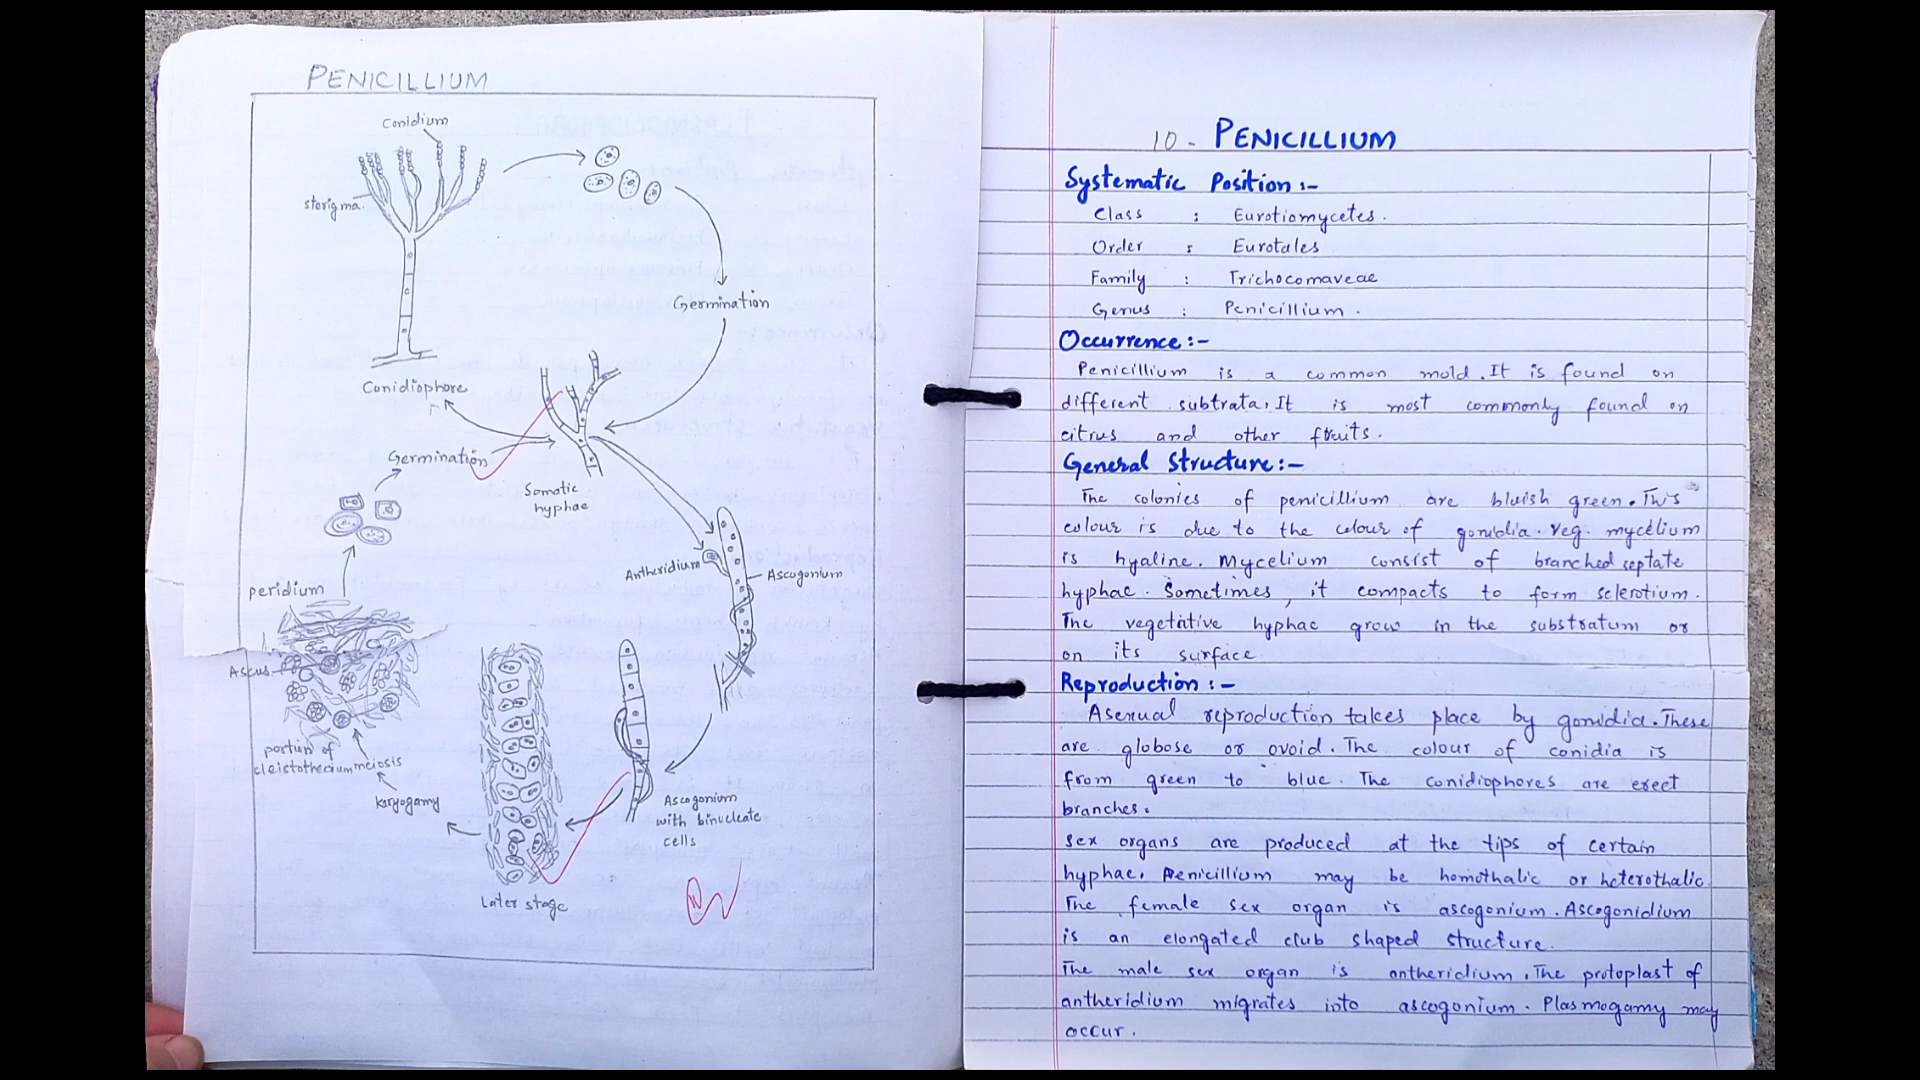 PENICILLIUM
Conidium
sterigma.
Germination
Conidiophore
Germination
Somatic
hyphae
Antheridium
Ascogonium
peridium
Ascus
portion of
cleistothecium
meiosis
karyogamy
Later stage
Ascogonium
with binucleate
cells
10 - PENICILLIUM
Systematic Position :-
Class : Eurotiomycetes.
Order : Eurotales
Family : Trichocomaveae
Genus : Penicillium.
Occurrence :-
Penicillium is a common mold. It is found on
different subtrata. It is most commonly found on
citrus and other fruits.
General Structure :-
The colonies of penicillium are bluish green. This
colour is due to the colour of gonidia. Veg. mycelium
is hyaline. Mycelium consist of branched septate
hyphae. Sometimes, it compacts to form sclerotium.
The vegetative hyphae grow in the substratum or
on its surface
Reproduction :-
Asexual reproduction takes place by gonidia. These
are globose or ovoid. The colour of conidia is
from green to blue. The conidiophores are erect
branches.
Sex organs are produced at the tips of certain
hyphae. Penicillium may be homothalic or heterothalic
The female sex organ is ascogonium. Ascogonidium
is an elongated club shaped structure.
The male sex organ is antheridium. The protoplast of
antheridium migrates into ascogonium. Plasmogamy may
occur.